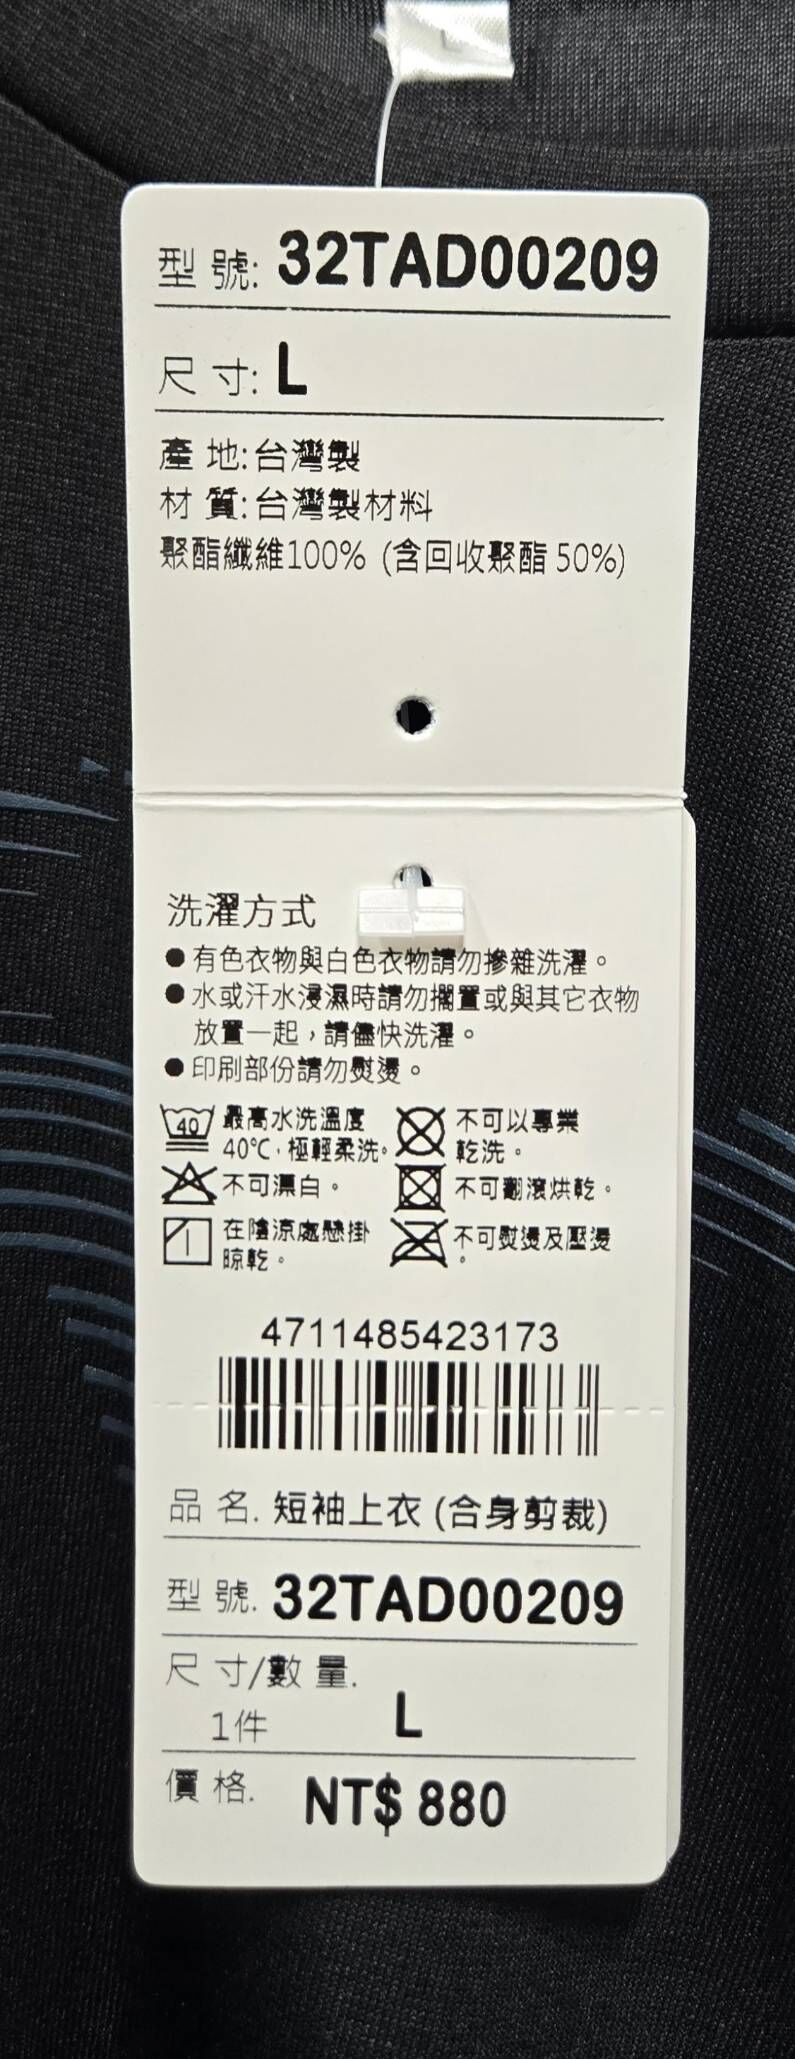 L
型 號: 32TAD00209
尺 寸: L
產 地:台灣製
材 質:台灣製材料
聚酯纖維100% (含回收聚酯 50%)
洗濯方式
●有色衣物與白色衣物請勿摻雜洗濯。
●水或汗水浸濕時請勿擱置或與其它衣物
放置一起，請儘快洗濯。
●印刷部份請勿熨燙。
40 最高水洗溫度
40℃，極輕柔洗。
不可以專業
乾洗。
不可漂白。
不可翻滾烘乾。
在陰涼處懸掛
晾乾。
不可熨燙及壓燙
。
4711485423173
品 名. 短袖上衣 (合身剪裁)
型 號. 32TAD00209
尺 寸/數 量.
1件 L
價 格. NT$ 880